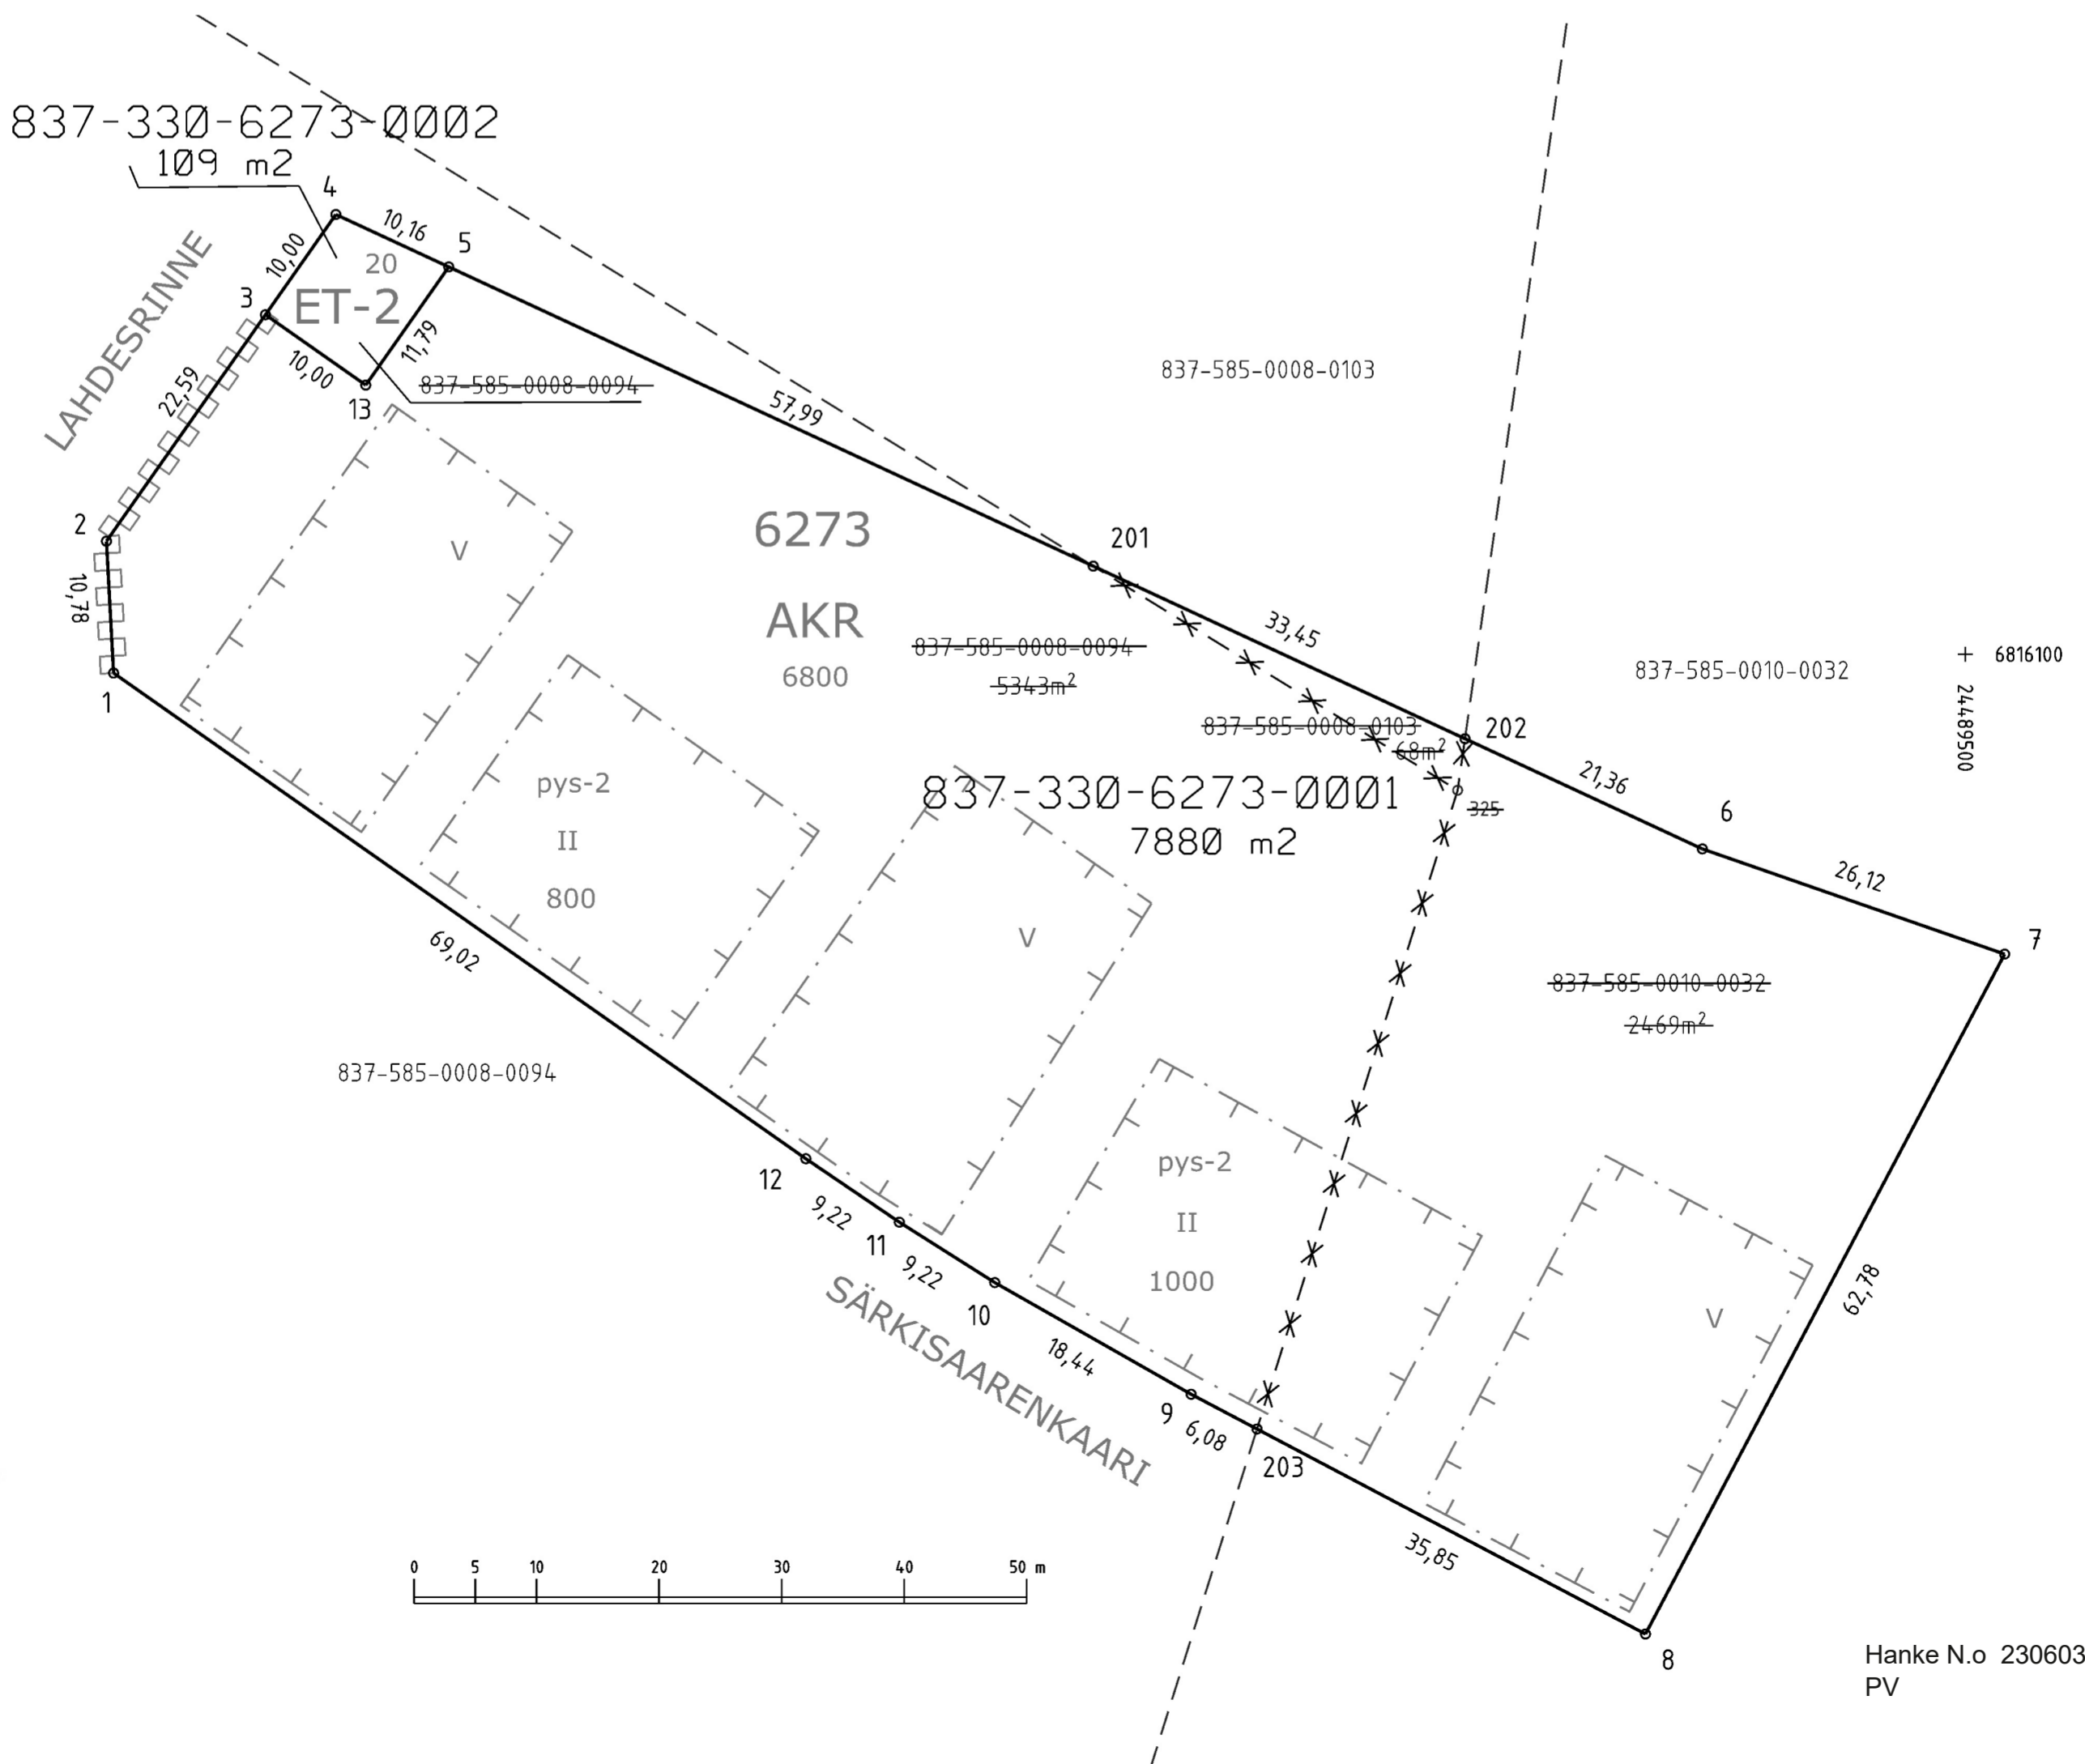 837-330-6273-0002
109 m2
4
10,16
5
10,00
20
ET-2
3
11,79
10,00
13
837-585-0008-0094
LAHDESRINNE
22,59
2
10,78
1
837-585-0008-0103
57,99
V
6273
AKR
6800
201
33,45
837-585-0008-0094
5343m²
837-585-0008-0103
68m²
202
837-585-0010-0032
6816100
24489500
21,36
6
325
837-330-6273-0001
7880 m2
pys-2
II
800
26,12
7
V
69,02
837-585-0010-0032
2469m²
837-585-0008-0094
12
9,22
11
9,22
10
pys-2
II
1000
V
62,78
SÄRKISAARENKAARI
18,44
9
6,08
203
35,85
8
0 5 10 20 30 40 50 m
Hanke N.o 230603
PV